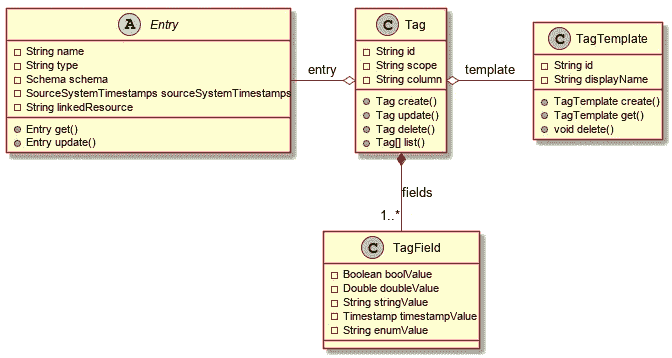 A Entry
String name
String type
Schema schema
SourceSystemTimestamps sourceSystemTimestamps
String linkedResource
Entry get()
Entry update()
entry
C Tag
String id
String scope
String column
Tag create()
Tag update()
Tag delete()
Tag[] list()
template
C TagTemplate
String id
String displayName
TagTemplate create()
TagTemplate get()
void delete()
fields
1..*
C TagField
Boolean boolValue
Double doubleValue
String stringValue
Timestamp timestampValue
String enumValue